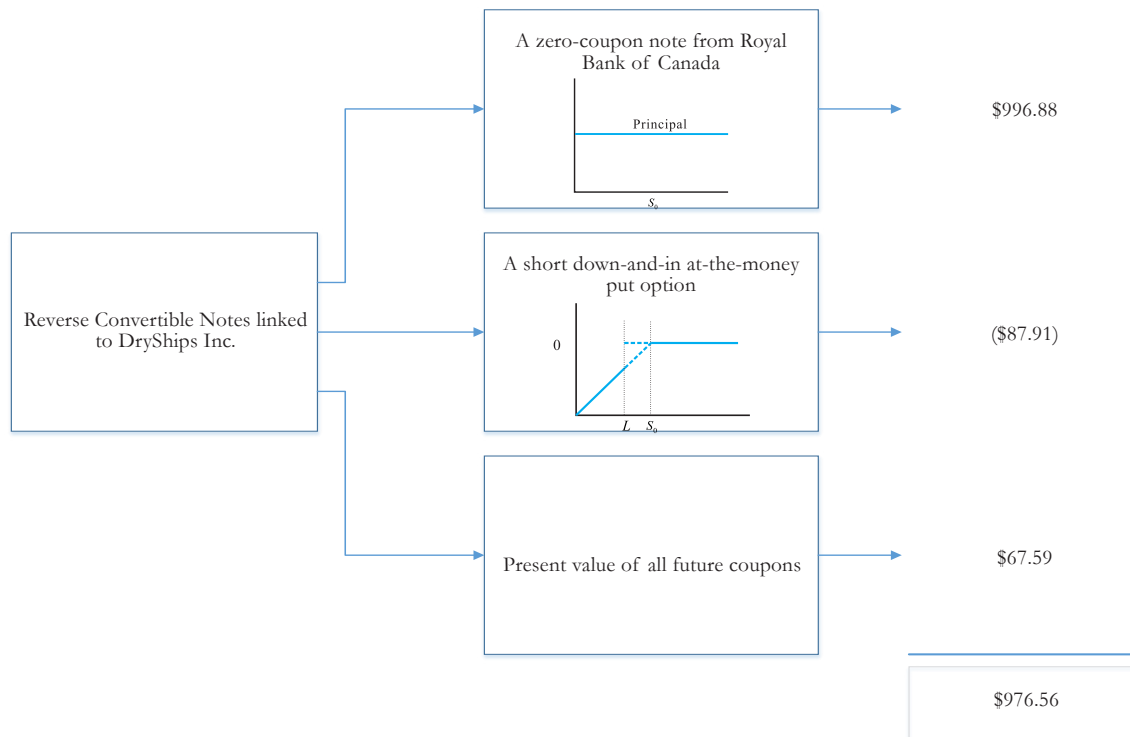 A zero-coupon note from Royal
Bank of Canada
Principal
S₀
$996.88
Reverse Convertible Notes linked
to DryShips Inc.
A short down-and-in at-the-money
put option
0
L S₀
($87.91)
Present value of all future coupons
$67.59
$976.56